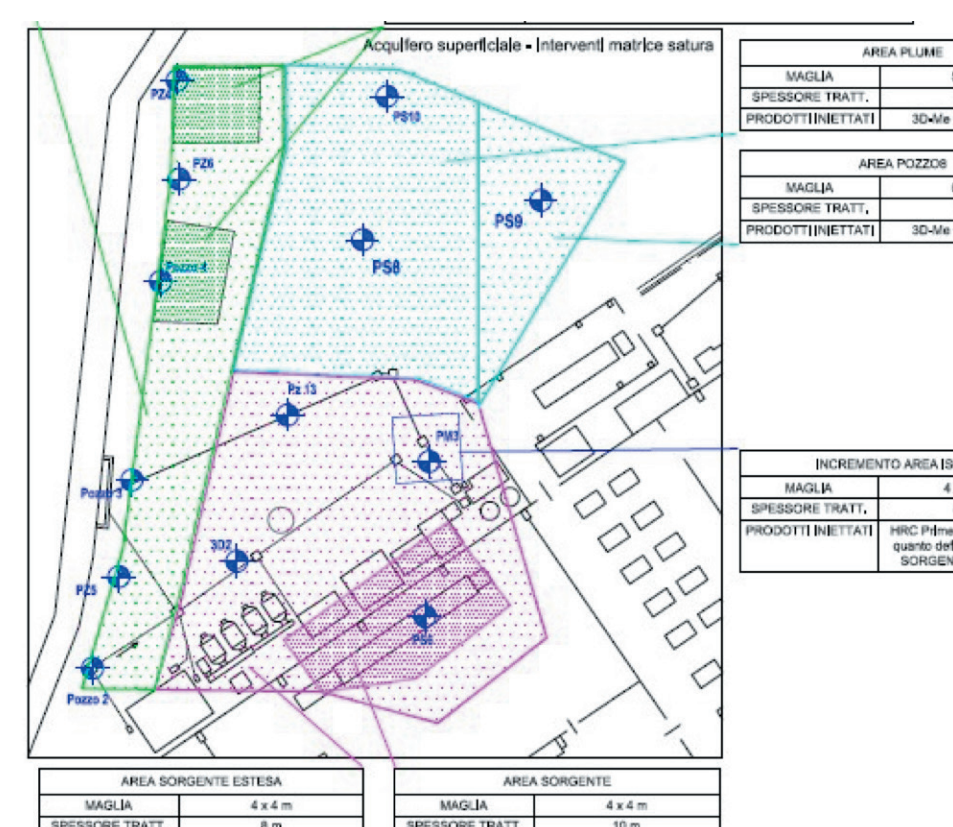 Acquifero superficiale - Interventi matrice satura
AREA PLUME
MAGLIA
SPESSORE TRATT.
PRODOTTI INIETTATI 3D-Me
AREA POZZO8
MAGLIA
SPESSORE TRATT.
PRODOTTI INIETTATI 3D-Me
PZ4
PS10
PZ6
PS9
PS8
Pozzo 4
Pz.13
PM3
Pozzo 3
3D2
PZ5
PS6
Pozzo 2
INCREMENTO AREA IS
MAGLIA 4
SPESSORE TRATT.
PRODOTTI INIETTATI HRC Prime
quanto def
SORGEN
AREA SORGENTE ESTESA
MAGLIA 4 x 4 m
SPESSORE TRATT. 8 m
AREA SORGENTE
MAGLIA 4 x 4 m
SPESSORE TRATT. 10 m